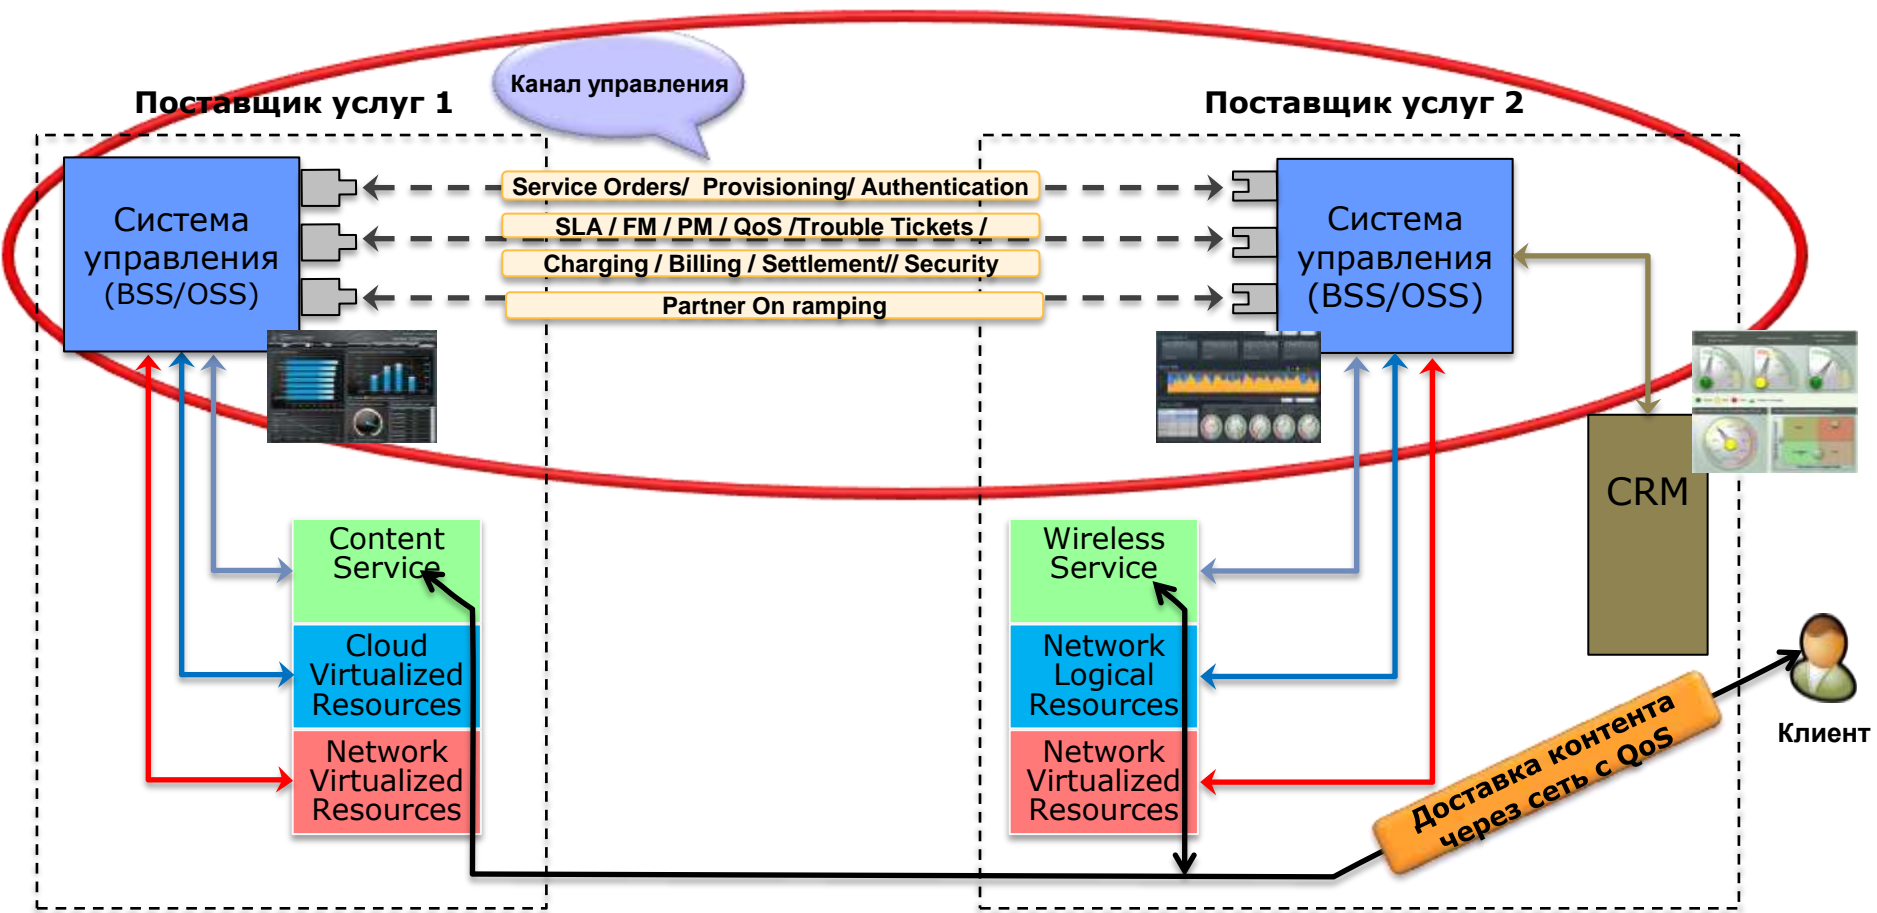 Канал управления
Поставщик услуг 1
Поставщик услуг 2
Система
управления
(BSS/OSS)
Service Orders/ Provisioning/ Authentication
SLA / FM / PM / QoS /Trouble Tickets /
Charging / Billing / Settlement// Security
Partner On ramping
Система
управления
(BSS/OSS)
CRM
Content
Service
Cloud
Virtualized
Resources
Network
Virtualized
Resources
Wireless
Service
Network
Logical
Resources
Network
Virtualized
Resources
Доставка контента
через сеть с QoS
Клиент